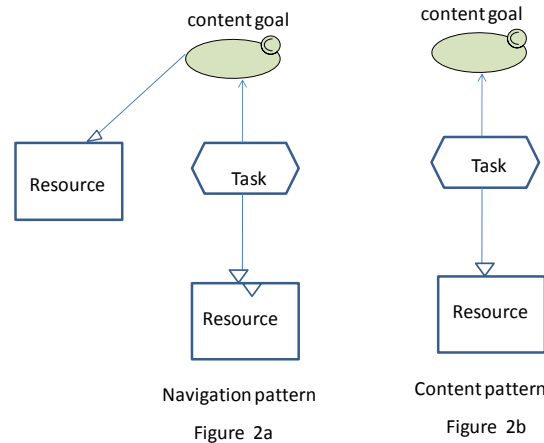 content goal
content goal
C
C
Resource
Task
Task
Resource
Resource
Navigation pattern
Content pattern
Figure 2a
Figure 2b